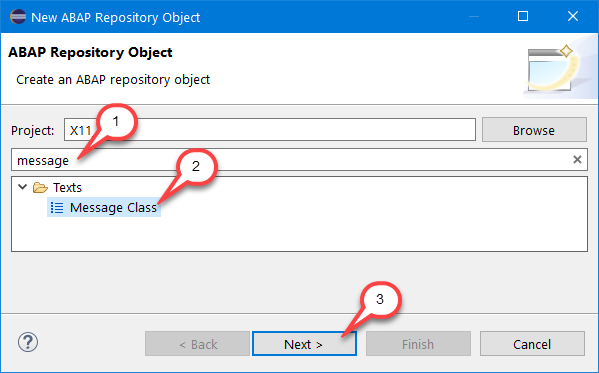 New ABAP Repository Object
ABAP Repository Object
Create an ABAP repository object
Project: X11 Browse
1
message
2
Texts
Message Class
3
< Back Next > Finish Cancel